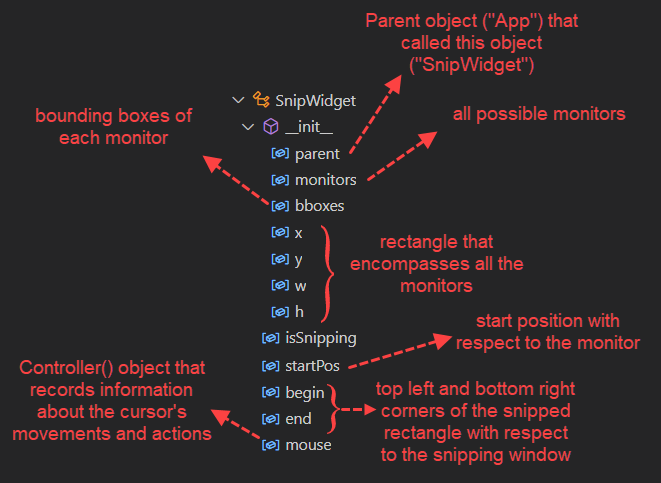 Parent object ("App") that
called this object
("SnipWidget")
SnipWidget
bounding boxes of
each monitor
__init__
all possible monitors
parent
monitors
bboxes
x
y
w
h
rectangle that
encompasses all the
monitors
isSnipping
start position with
respect to the monitor
startPos
Controller() object that
records information
about the cursor's
movements and actions
begin
end
mouse
top left and bottom right
corners of the snipped
rectangle with respect
to the snipping window